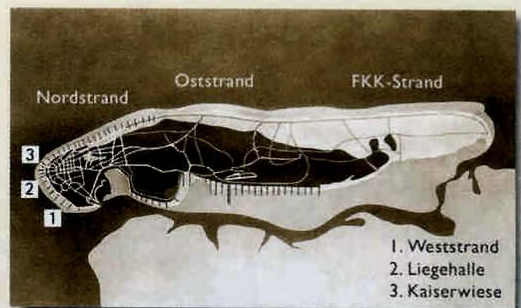 Nordstrand
Oststrand
FKK-Strand
3
2
1
1. Weststrand
2. Liegehalle
3. Kaiserwiese